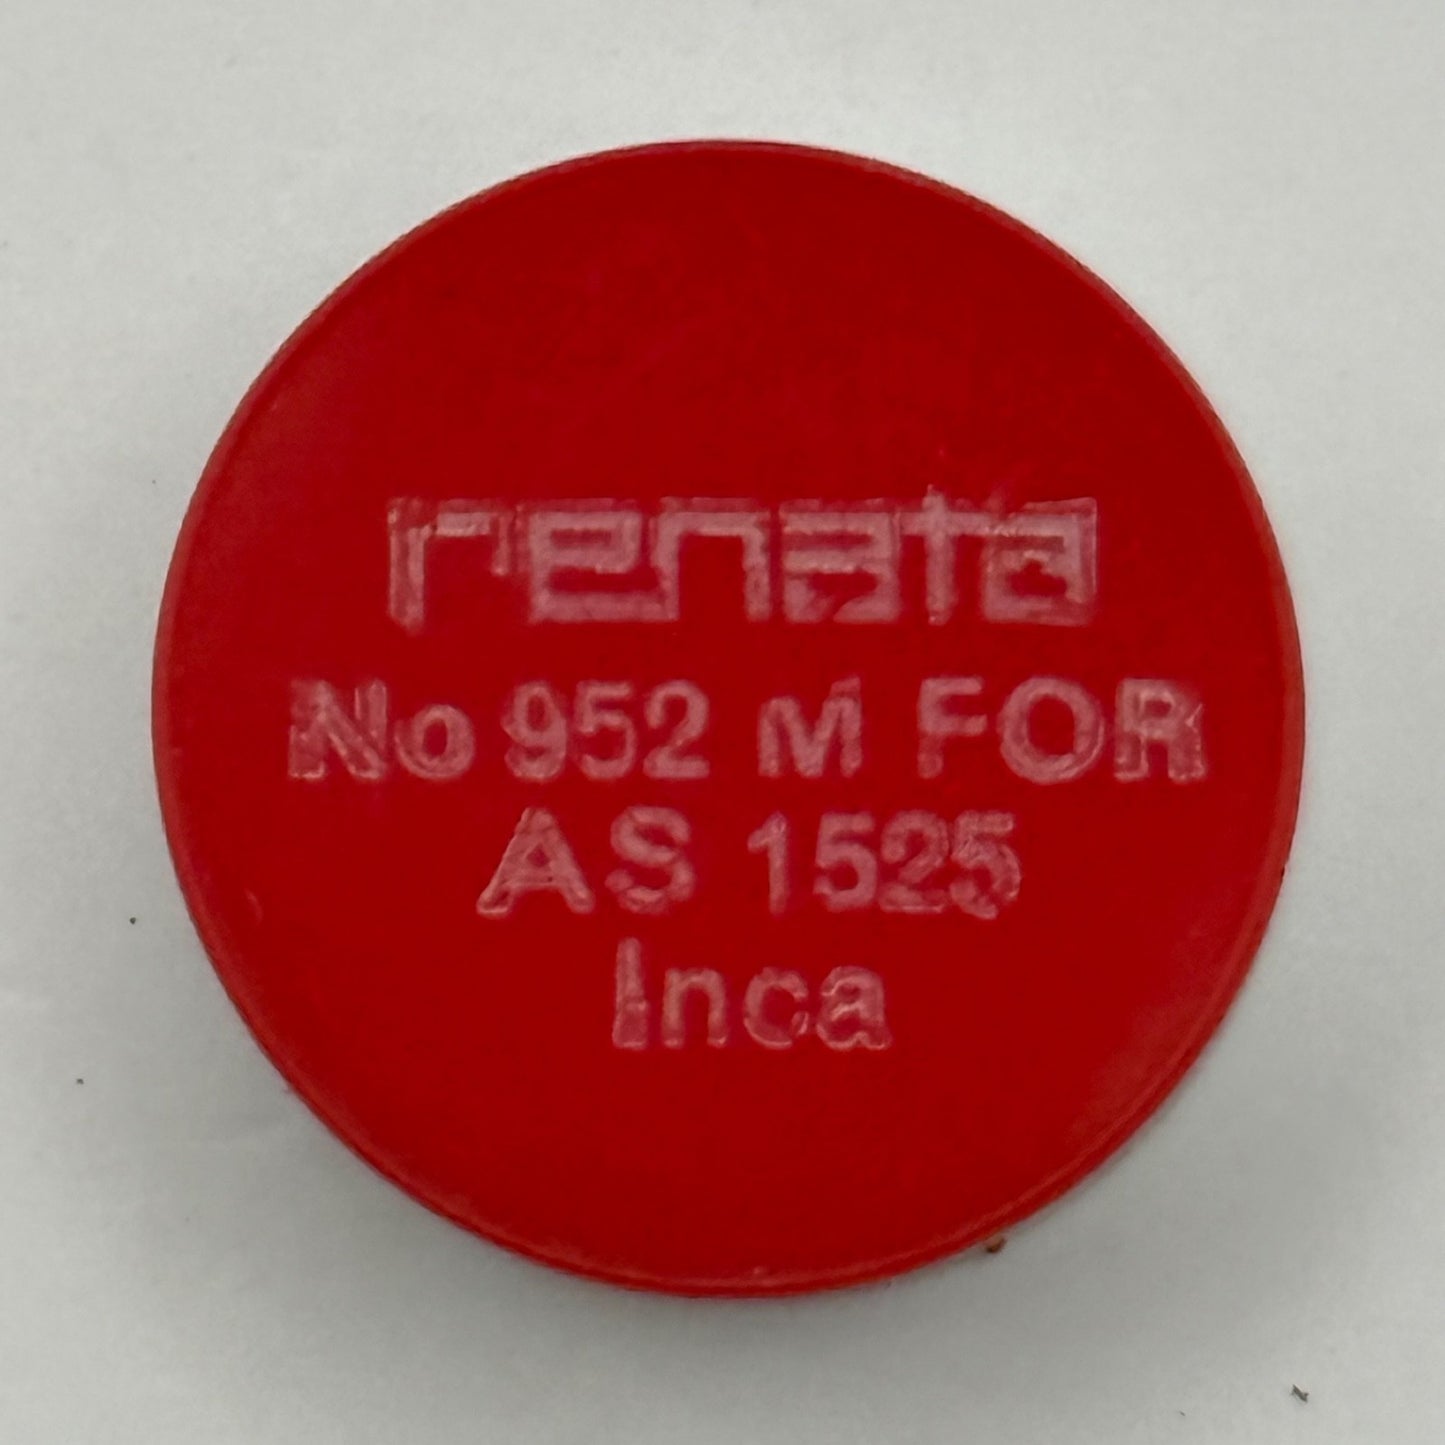 renata
No 952 M FOR
AS 1525
Inca